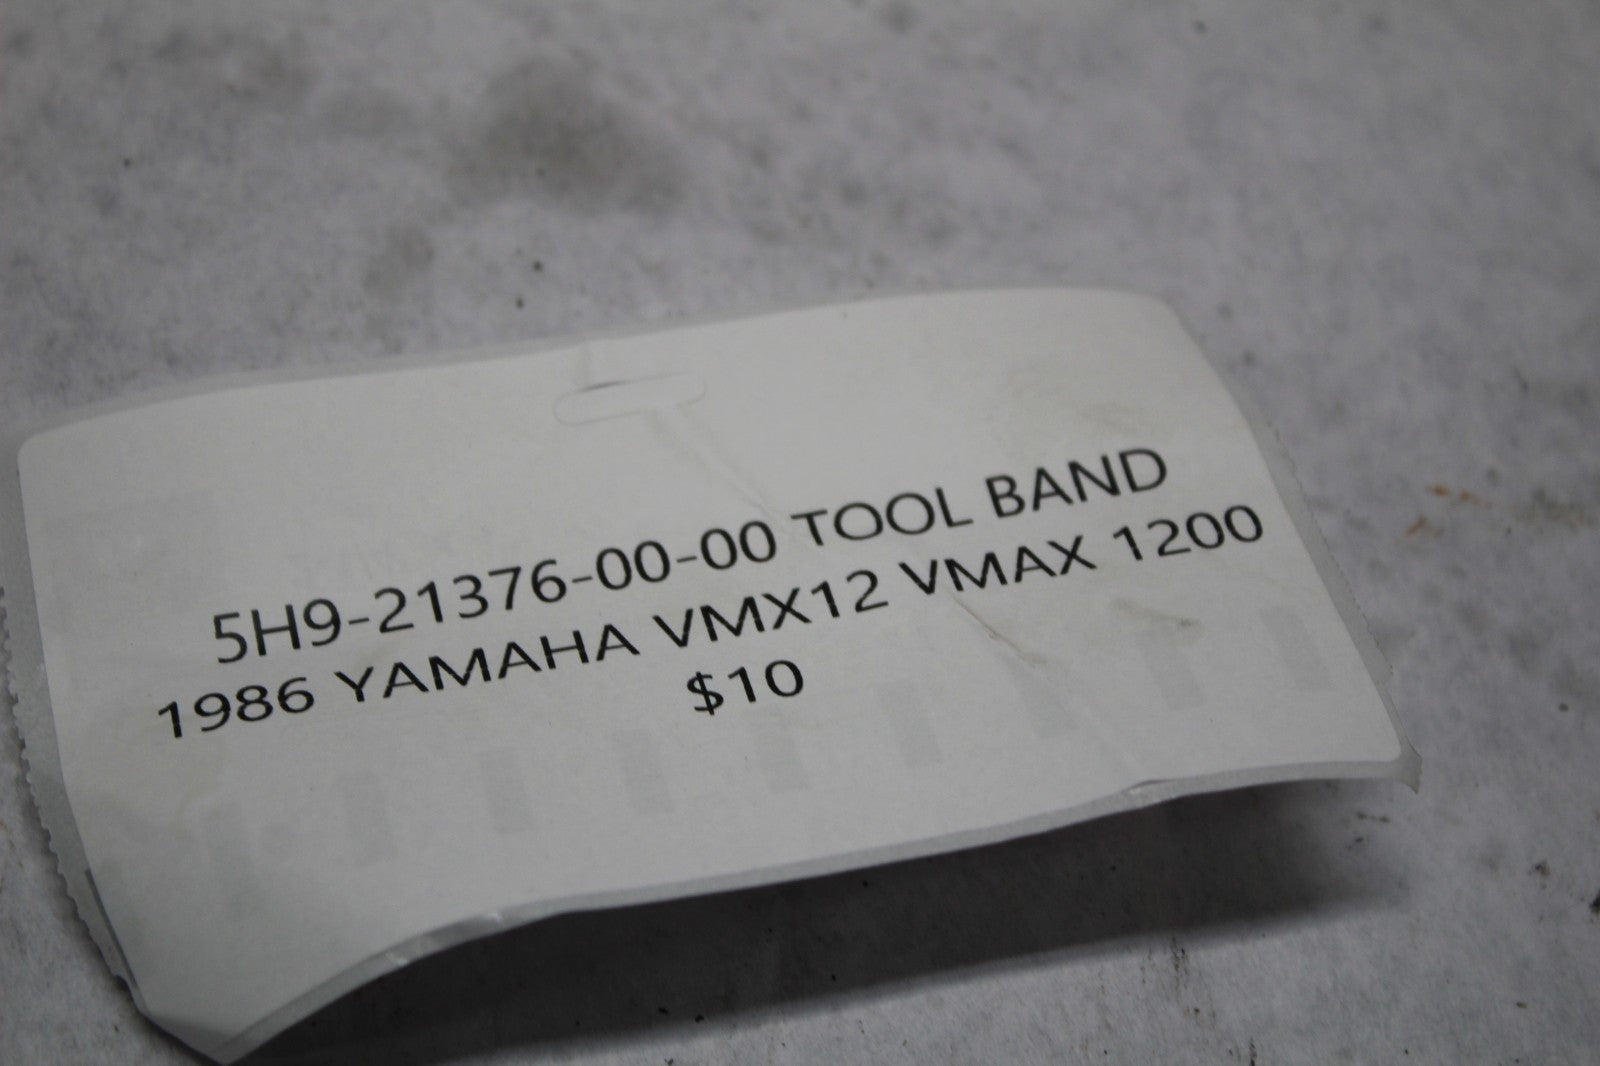 5H9-21376-00-00 TOOL BAND
1986 YAMAHA VMX12 VMAX 1200
$10